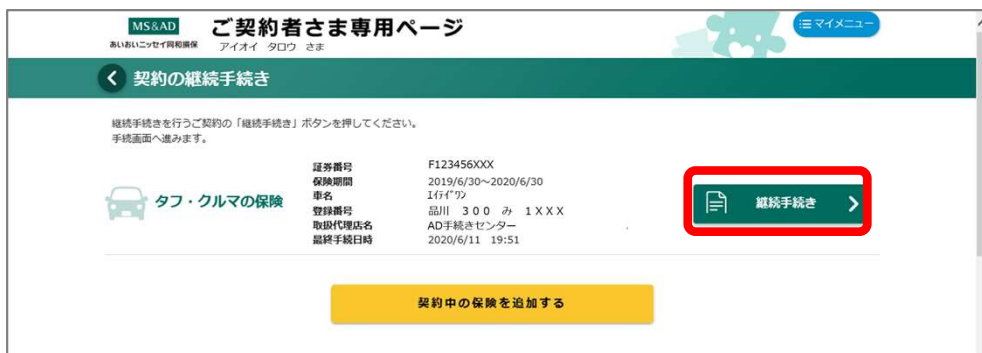 MS&AD
あいおいニッセイ同和損保
ご契約者さま専用ページ
アイオイ タロウ さま
マイメニュー
契約の継続手続き
継続手続きを行うご契約の「継続手続き」ボタンを押してください。
手続画面へ進みます。
タフ・クルマの保険
証券番号 F123456XXX
保険期間 2019/6/30~2020/6/30
車名 ｴｲﾃﾞｨﾜﾝ
登録番号 品川 300 み 1XXX
取扱代理店名 AD手続きセンター
最終手続日時 2020/6/11 19:51
継続手続き
契約中の保険を追加する